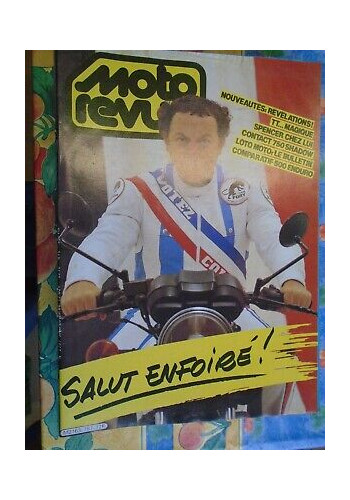 moto
revue
NOUVEAUTES: REVELATIONS!
TT... MAGIQUE
SPENCER CHEZ LUI
CONTACT 750 SHADOW
LOTO MOTO: LE BULLETIN
COMPARATIF 500 ENDURO
VOTEZ
SALUT ENFOIRÉ!